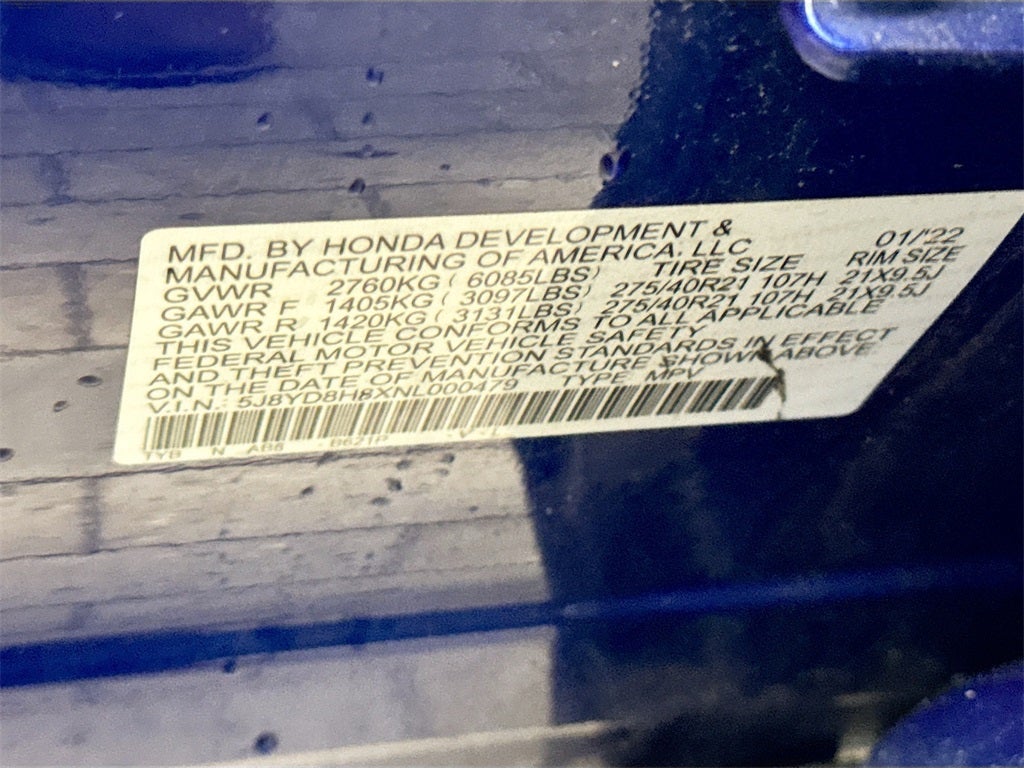 MFD. BY HONDA DEVELOPMENT &
MANUFACTURING OF AMERICA, LLC 01/'22
GVWR 2760KG ( 6085LBS) TIRE SIZE RIM SIZE
GAWR F 1405KG ( 3097LBS) 275/40R21 107H 21X9.5J
GAWR R 1420KG ( 3131LBS) 275/40R21 107H 21X9.5J
THIS VEHICLE CONFORMS TO ALL APPLICABLE
FEDERAL MOTOR VEHICLE SAFETY
AND THEFT PREVENTION STANDARDS IN EFFECT
ON THE DATE OF MANUFACTURE SHOWN ABOVE.
V.I.N.: 5J8YD8H8XNL000479 TYPE: MPV
TYB N AB8 - B621P - V - L